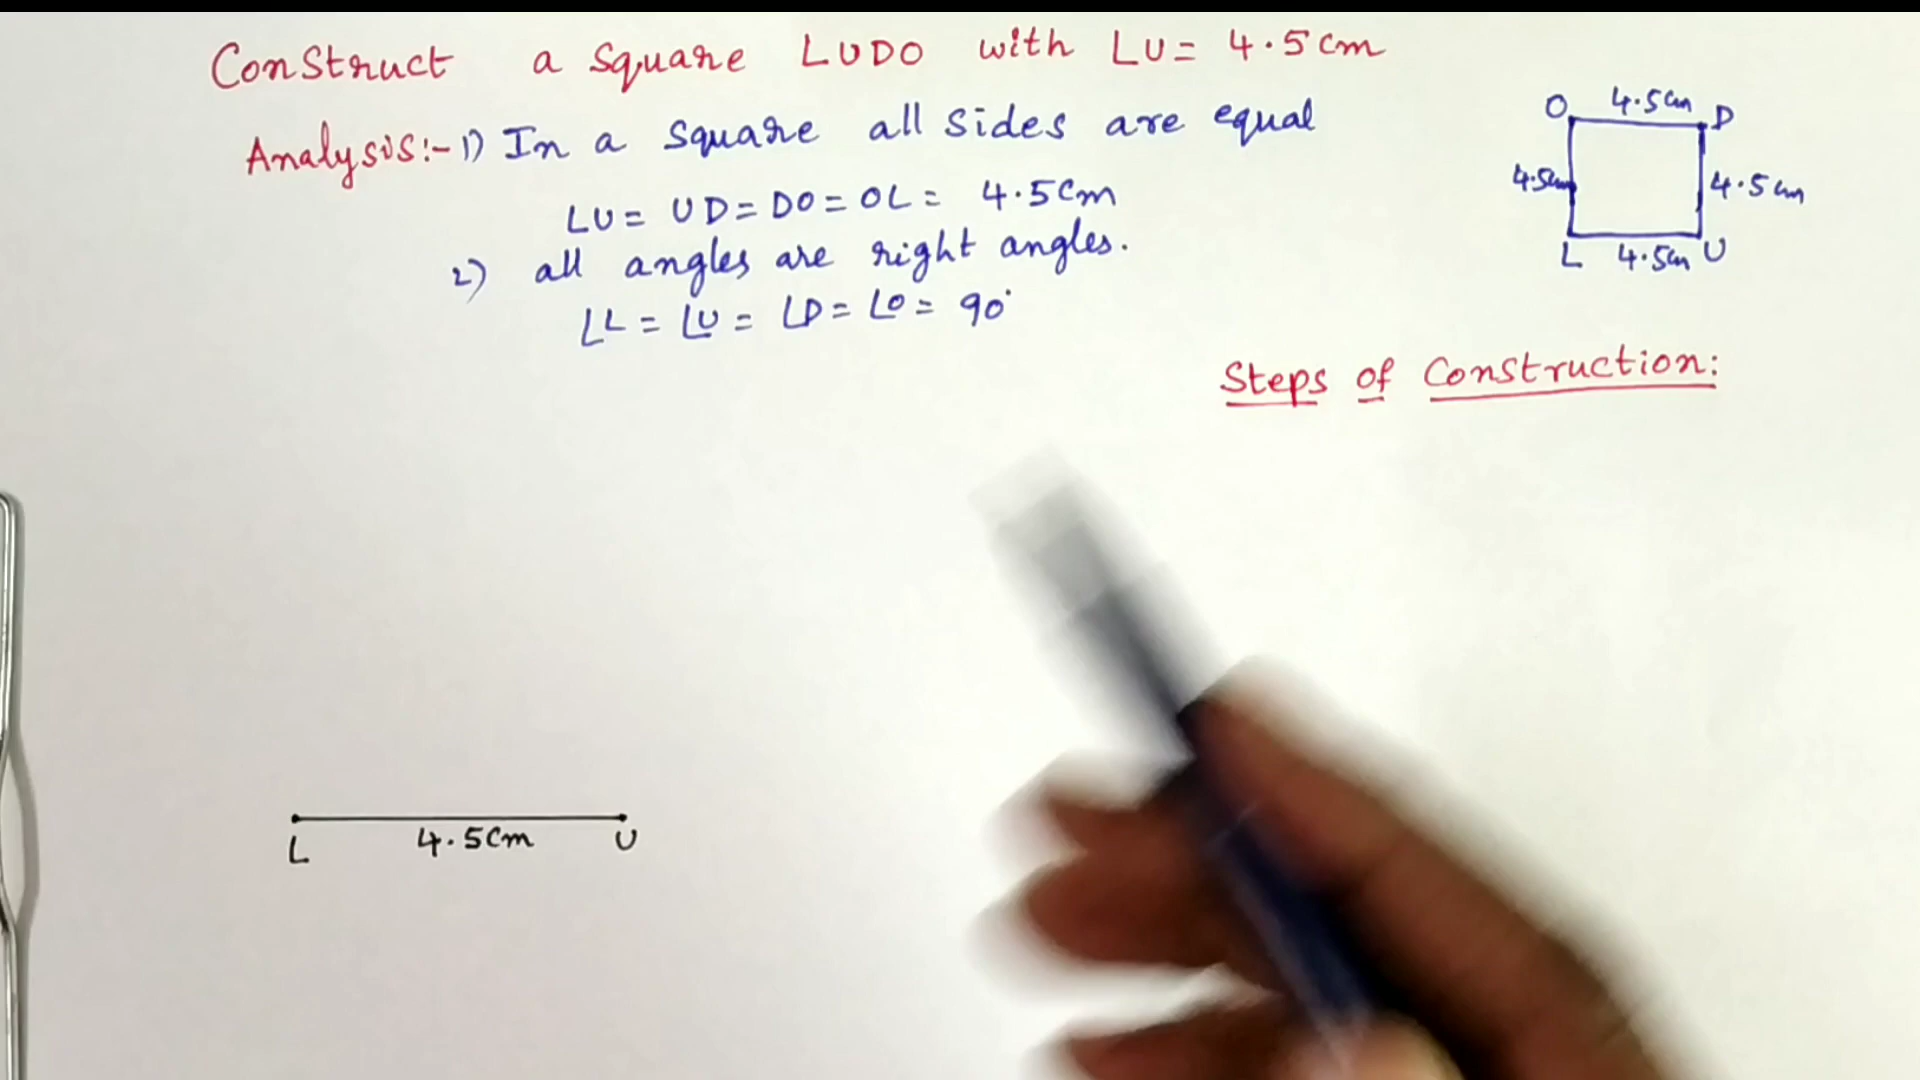 Construct a square LUDO with LU= 4.5cm
Analysis:- 1) In a square all sides are equal
LU = UD = DO = OL = 4.5cm
2) all angles are right angles.
∠L = ∠U = ∠D = ∠O = 90°
O 4.5cm D
4.5cm 4.5cm
L 4.5cm U
Steps of Construction:
L 4.5cm U